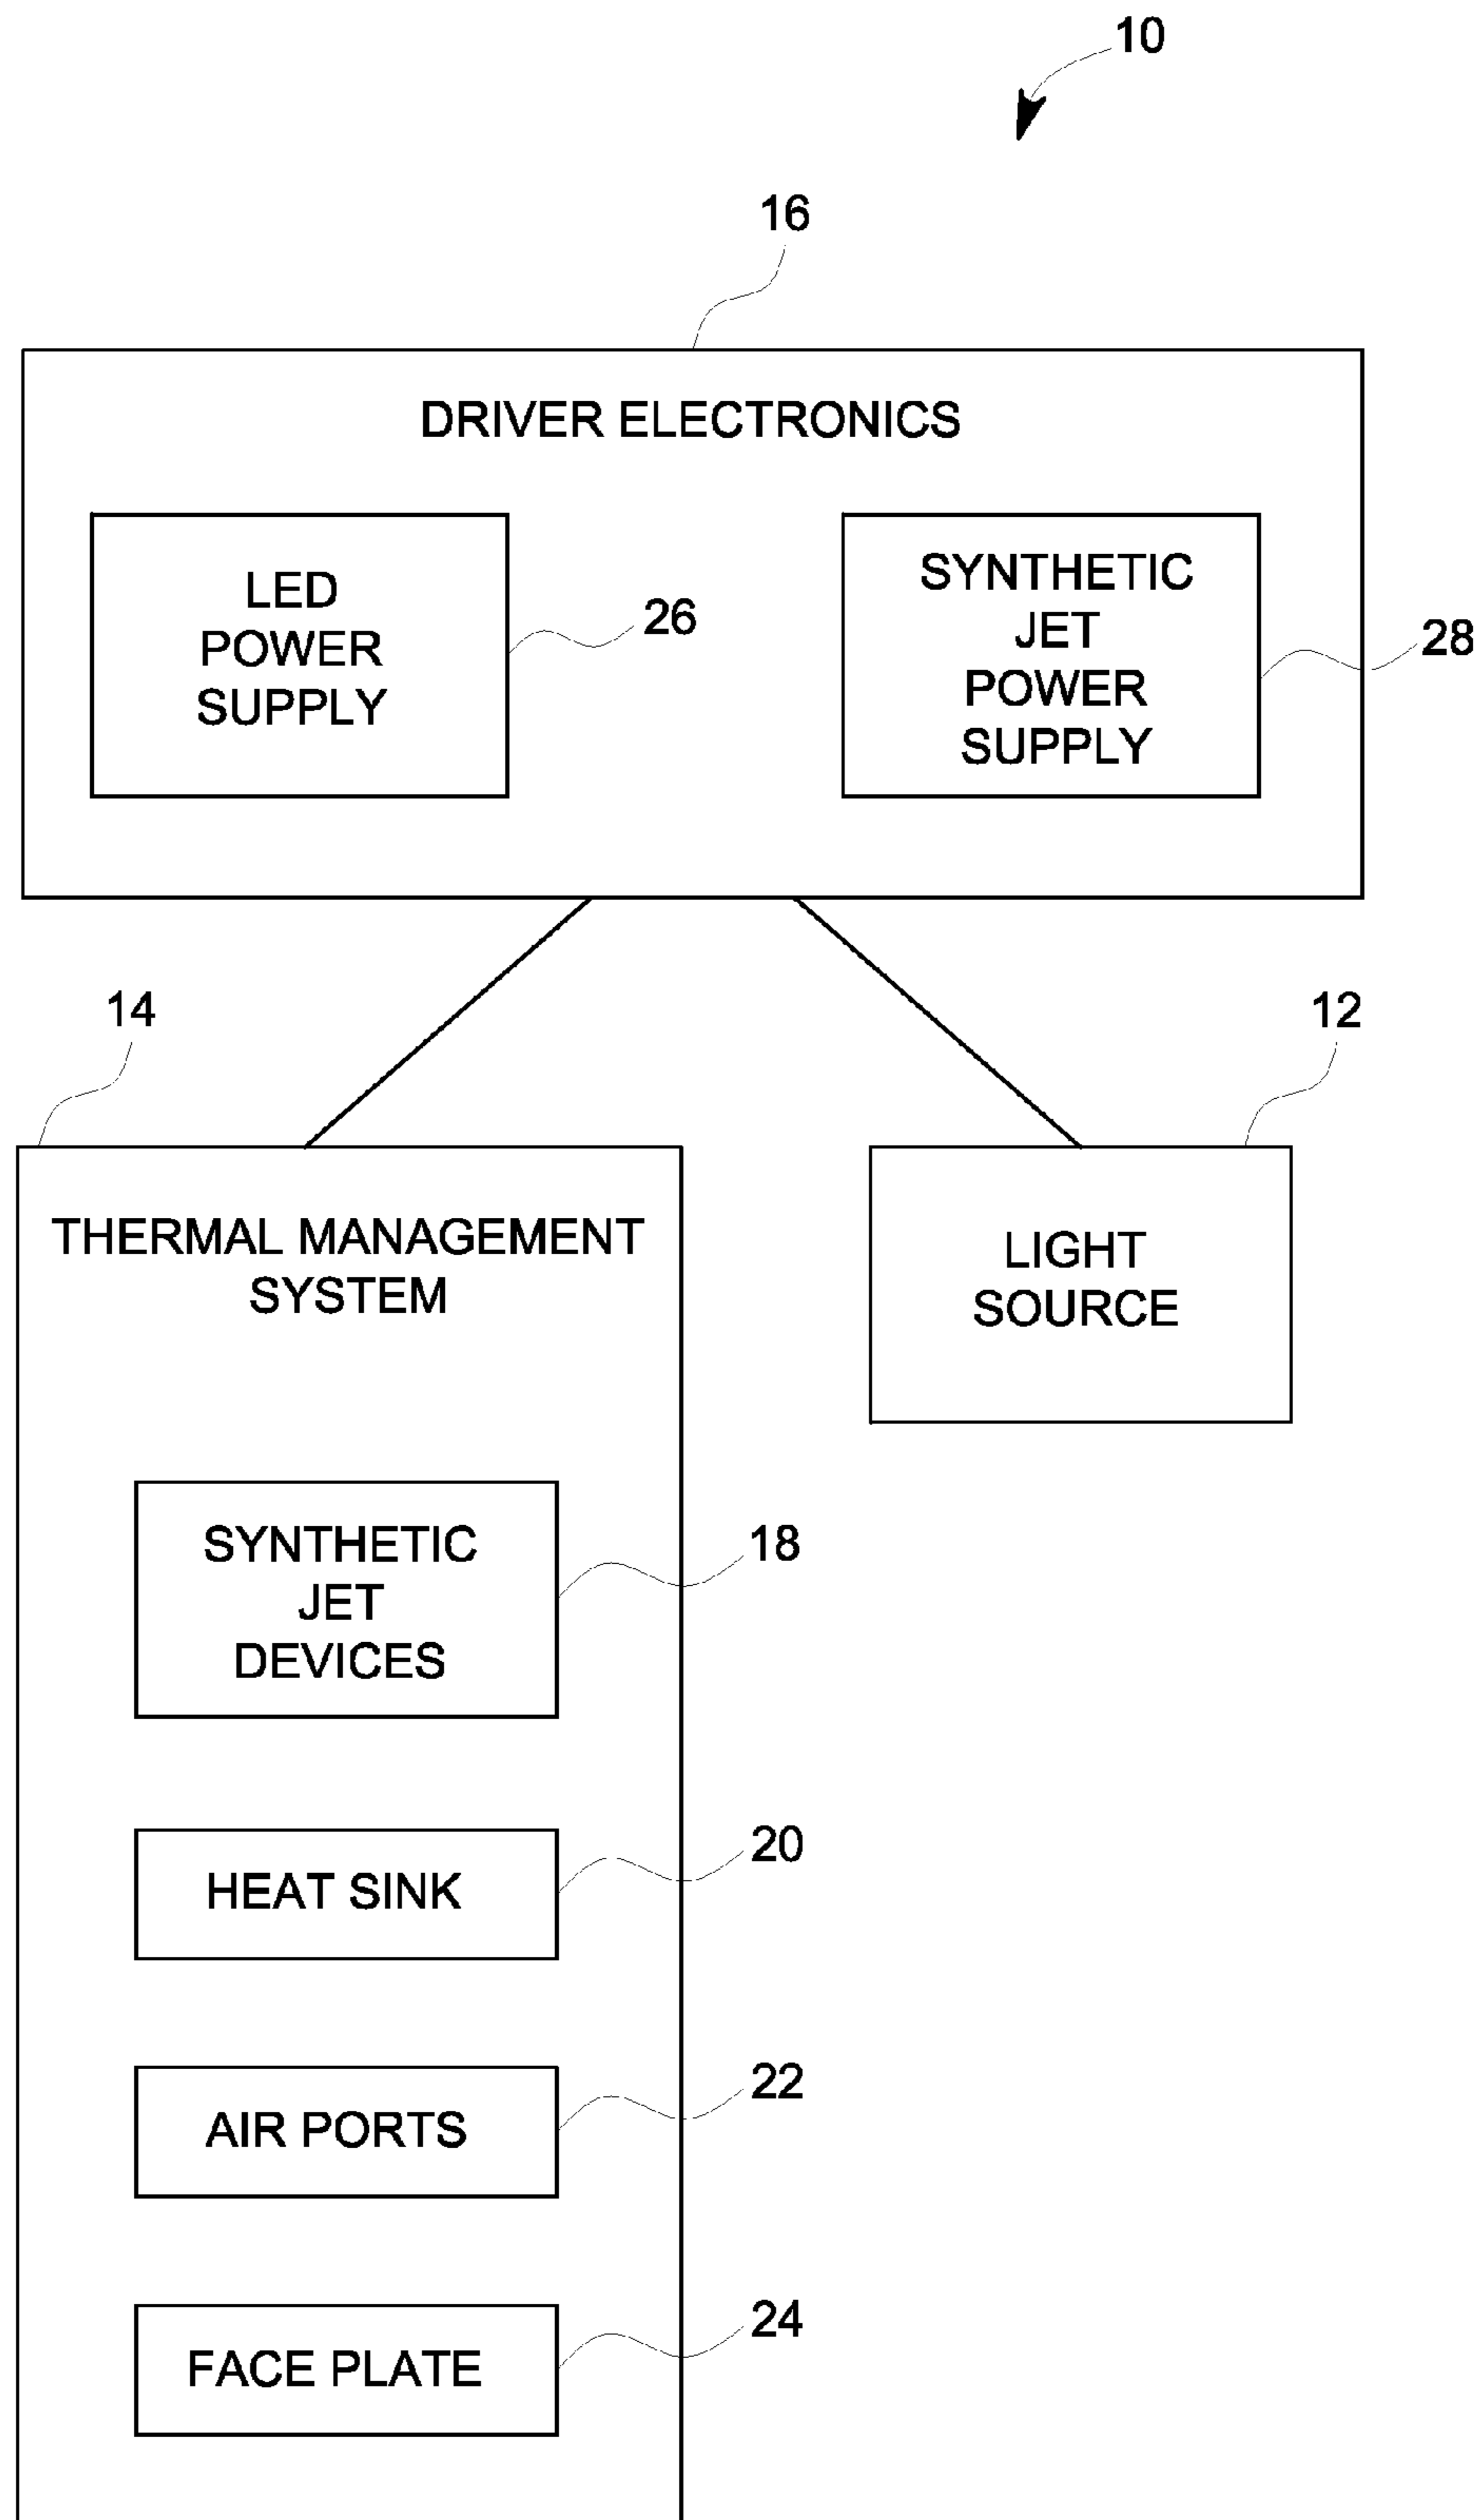 10
16
DRIVER ELECTRONICS
LED
POWER
SUPPLY
26
SYNTHETIC
JET
POWER
SUPPLY
28
14
12
THERMAL MANAGEMENT
SYSTEM
LIGHT
SOURCE
SYNTHETIC
JET
DEVICES
18
HEAT SINK
20
AIR PORTS
22
FACE PLATE
24